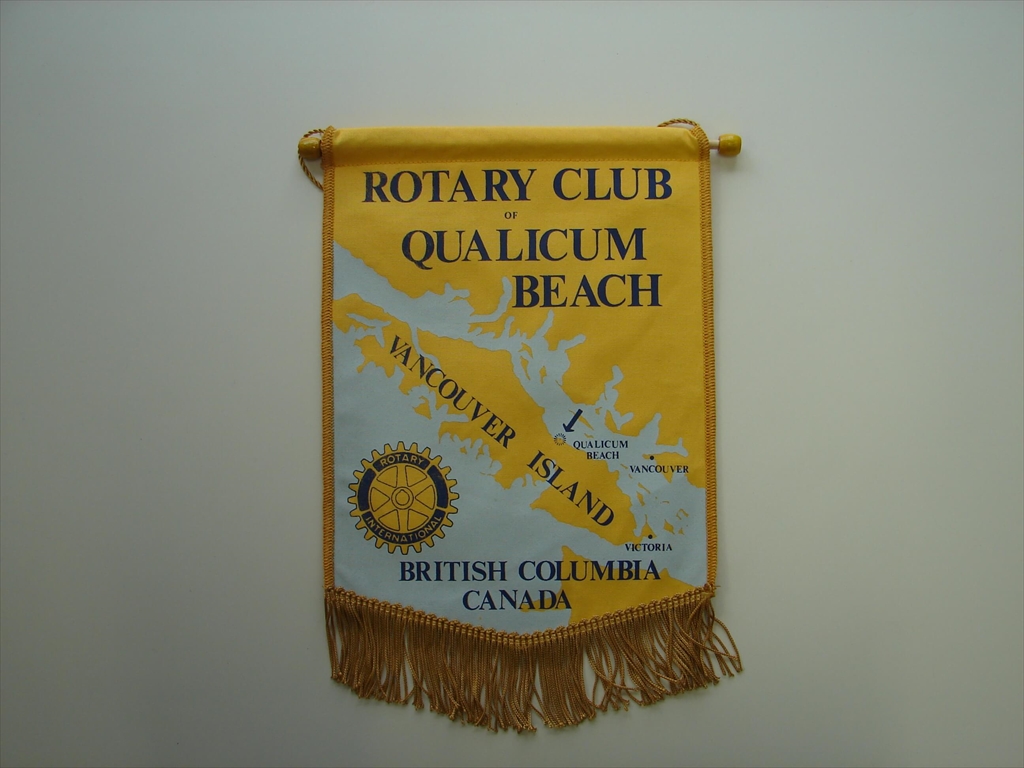 ROTARY CLUB
OF
QUALICUM
BEACH
VANCOUVER ISLAND
QUALICUM
BEACH
VANCOUVER
ROTARY
INTERNATIONAL
VICTORIA
BRITISH COLUMBIA
CANADA